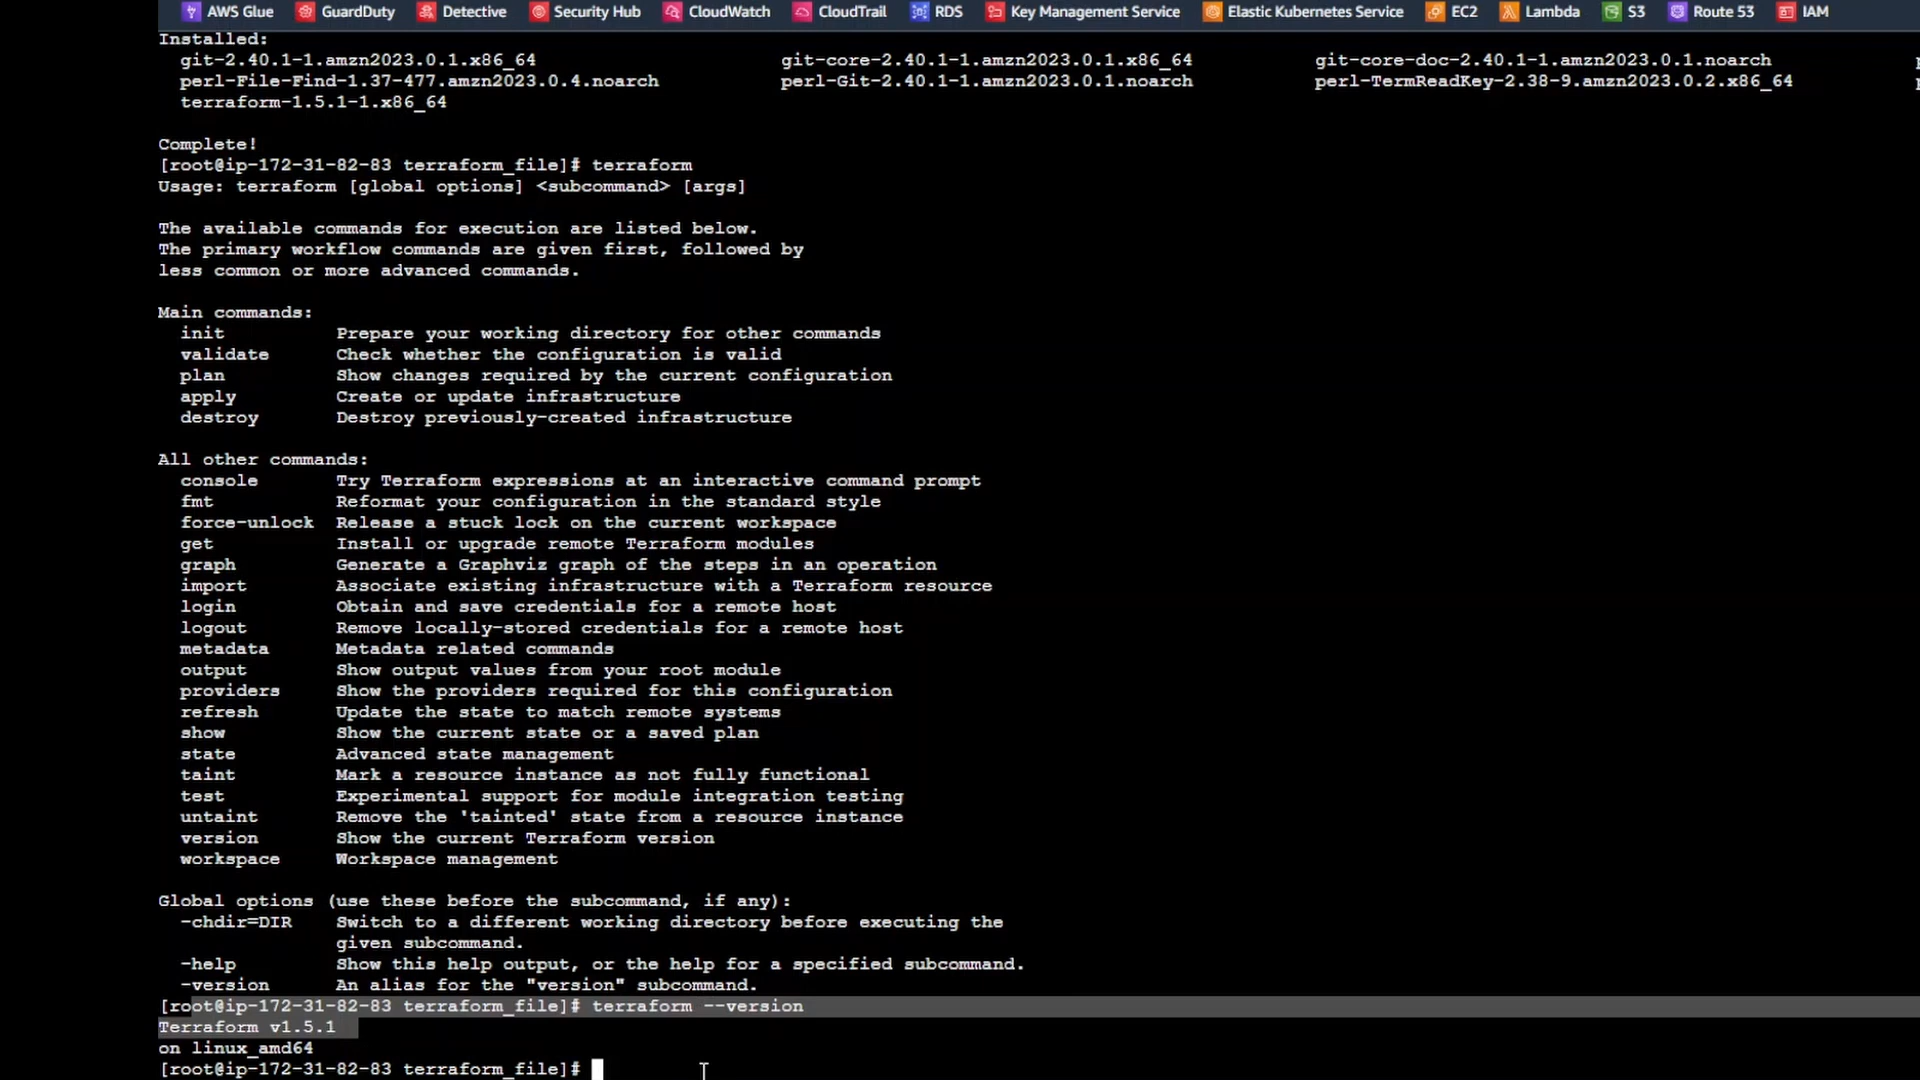 AWS Glue GuardDuty Detective Security Hub CloudWatch CloudTrail RDS Key Management Service Elastic Kubernetes Service EC2 Lambda S3 Route 53 IAM
Installed:
git-2.40.1-1.amzn2023.0.1.x86_64 git-core-2.40.1-1.amzn2023.0.1.x86_64 git-core-doc-2.40.1-1.amzn2023.0.1.noarch
perl-File-Find-1.37-477.amzn2023.0.4.noarch perl-Git-2.40.1-1.amzn2023.0.1.noarch perl-TermReadKey-2.38-9.amzn2023.0.2.x86_64
terraform-1.5.1-1.x86_64
Complete!
[root@ip-172-31-82-83 terraform_file]# terraform
Usage: terraform [global options] <subcommand> [args]
The available commands for execution are listed below.
The primary workflow commands are given first, followed by
less common or more advanced commands.
Main commands:
init Prepare your working directory for other commands
validate Check whether the configuration is valid
plan Show changes required by the current configuration
apply Create or update infrastructure
destroy Destroy previously-created infrastructure
All other commands:
console Try Terraform expressions at an interactive command prompt
fmt Reformat your configuration in the standard style
force-unlock Release a stuck lock on the current workspace
get Install or upgrade remote Terraform modules
graph Generate a Graphviz graph of the steps in an operation
import Associate existing infrastructure with a Terraform resource
login Obtain and save credentials for a remote host
logout Remove locally-stored credentials for a remote host
metadata Metadata related commands
output Show output values from your root module
providers Show the providers required for this configuration
refresh Update the state to match remote systems
show Show the current state or a saved plan
state Advanced state management
taint Mark a resource instance as not fully functional
test Experimental support for module integration testing
untaint Remove the 'tainted' state from a resource instance
version Show the current Terraform version
workspace Workspace management
Global options (use these before the subcommand, if any):
-chdir=DIR Switch to a different working directory before executing the
given subcommand.
-help Show this help output, or the help for a specified subcommand.
-version An alias for the "version" subcommand.
[root@ip-172-31-82-83 terraform_file]# terraform --version
Terraform v1.5.1
on linux_amd64
[root@ip-172-31-82-83 terraform_file]#